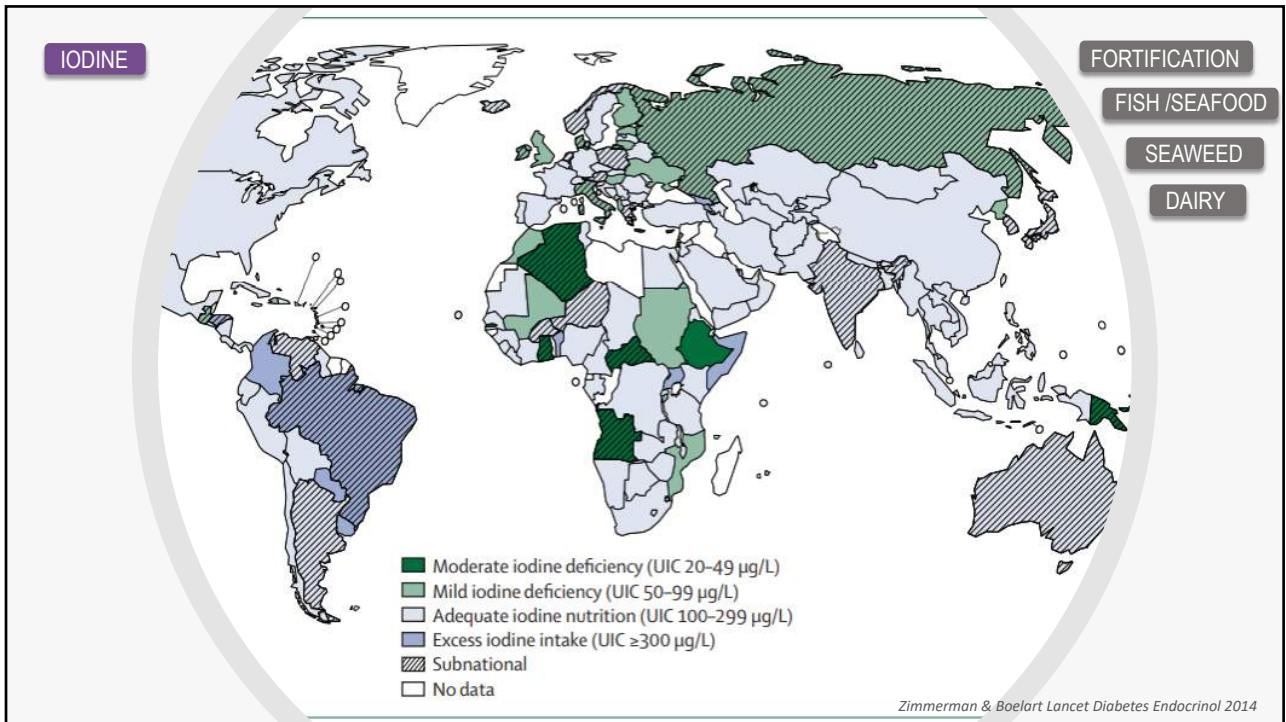 IODINE
FORTIFICATION
FISH /SEAFOOD
SEAWEED
DAIRY
Moderate iodine deficiency (UIC 20–49 µg/L)
Mild iodine deficiency (UIC 50–99 µg/L)
Adequate iodine nutrition (UIC 100–299 µg/L)
Excess iodine intake (UIC ≥300 µg/L)
Subnational
No data
Zimmerman & Boelart Lancet Diabetes Endocrinol 2014